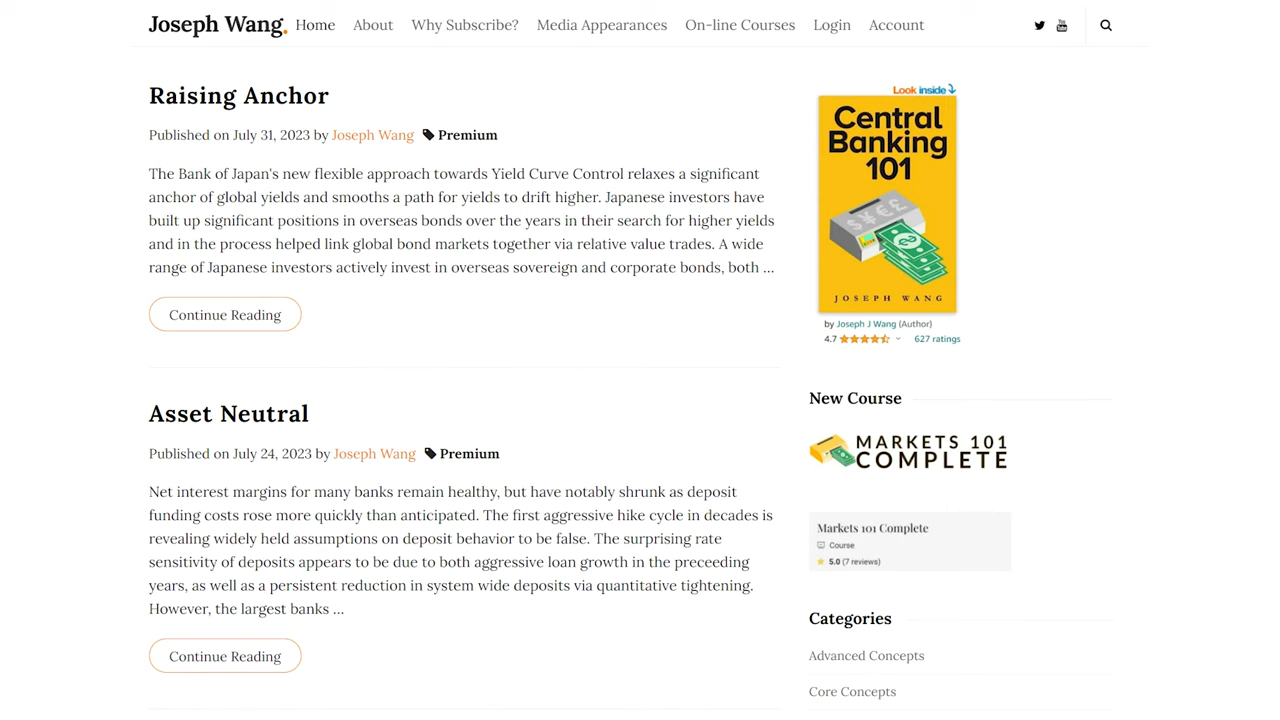 Joseph Wang. Home About Why Subscribe? Media Appearances On-line Courses Login Account
Raising Anchor
Published on July 31, 2023 by Joseph Wang Premium
The Bank of Japan's new flexible approach towards Yield Curve Control relaxes a significant
anchor of global yields and smooths a path for yields to drift higher. Japanese investors have
built up significant positions in overseas bonds over the years in their search for higher yields
and in the process helped link global bond markets together via relative value trades. A wide
range of Japanese investors actively invest in overseas sovereign and corporate bonds, both ...
Continue Reading
Asset Neutral
Published on July 24, 2023 by Joseph Wang Premium
Net interest margins for many banks remain healthy, but have notably shrunk as deposit
funding costs rose more quickly than anticipated. The first aggressive hike cycle in decades is
revealing widely held assumptions on deposit behavior to be false. The surprising rate
sensitivity of deposits appears to be due to both aggressive loan growth in the preceeding
years, as well as a persistent reduction in system wide deposits via quantitative tightening.
However, the largest banks ...
Continue Reading
Look inside
Central
Banking
101
$¥€£
JOSEPH WANG
by Joseph J Wang (Author)
4.7 627 ratings
New Course
MARKETS 101
COMPLETE
Markets 101 Complete
Course
5.0 (7 reviews)
Categories
Advanced Concepts
Core Concepts